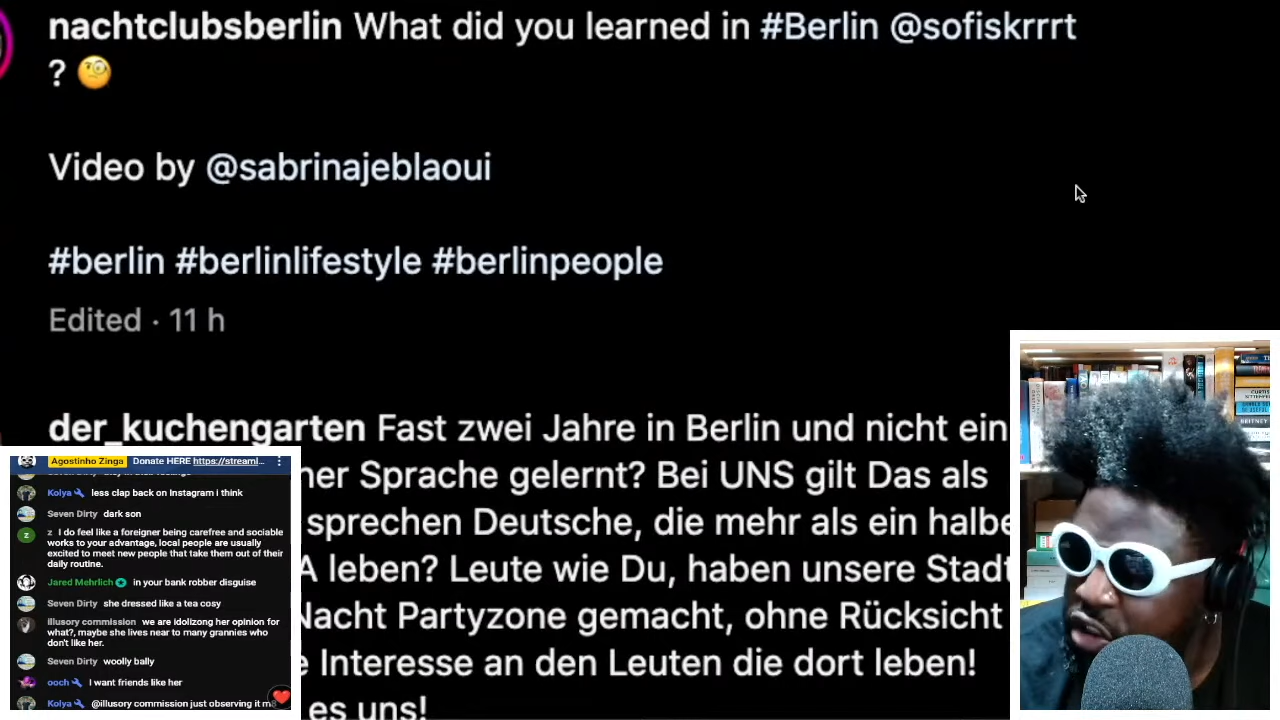 nachtclubsberlin What did you learned in #Berlin @sofiskrrrt
? 🧐
Video by @sabrinajeblaoui
#berlin #berlinlifestyle #berlinpeople
Edited · 11 h
der_kuchengarten Fast zwei Jahre in Berlin und nicht ein
Sprache gelernt? Bei UNS gilt Das als
sprechen Deutsche, die mehr als ein halbe
leben? Leute wie Du, haben unsere Stadt
Nacht Partyzone gemacht, ohne Rücksicht
Interesse an den Leuten die dort leben!
es uns!
Agostinho Zinga Donate HERE https://streaml...
Kolya less clap back on Instagram i think
Seven Dirty dark son
z I do feel like a foreigner being carefree and sociable
works to your advantage, local people are usually
excited to meet new people that take them out of their
daily routine.
Jared Mehrlich in your bank robber disguise
Seven Dirty she dressed like a tea cosy
illusory commission we are idolizong her opinion for
what?, maybe she lives near to many grannies who
don't like her.
Seven Dirty woolly bally
ooch I want friends like her
Kolya @illusory commission just observing it